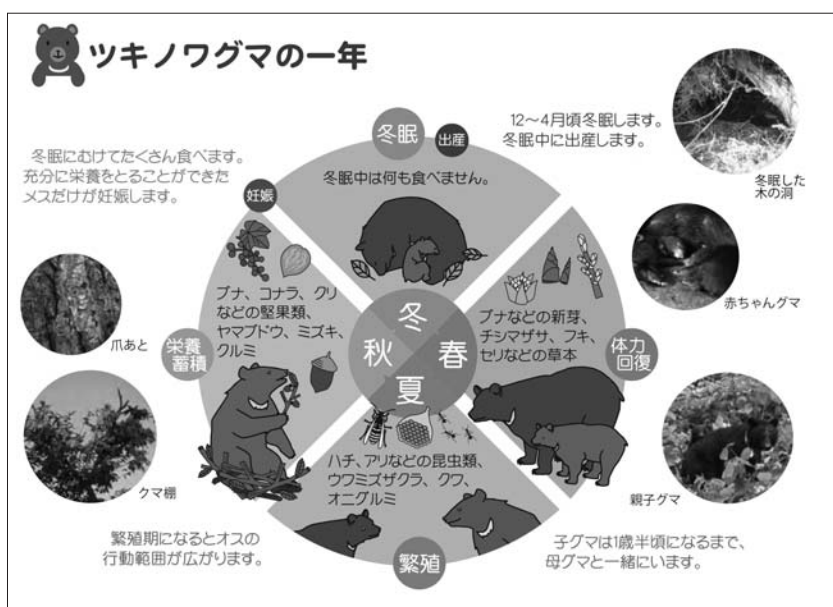 ツキノワグマの一年
冬眠
出産
12～4月頃冬眠します。
冬眠中に出産します。
冬眠した
木の洞
冬眠にむけてたくさん食べます。
充分に栄養をとることができた
メスだけが妊娠します。
妊娠
冬眠中は何も食べません。
赤ちゃんグマ
爪あと
栄養
蓄積
ブナ、コナラ、クリ
などの堅果類、
ヤマブドウ、ミズキ、
クルミ
冬
秋
春
夏
ブナなどの新芽、
チシマザサ、フキ、
セリなどの草本
体力
回復
クマ棚
ハチ、アリなどの昆虫類、
ウワミズザクラ、クワ、
オニグルミ
親子グマ
繁殖期になるとオスの
行動範囲が広がります。
繁殖
子グマは1歳半頃になるまで、
母グマと一緒にいます。